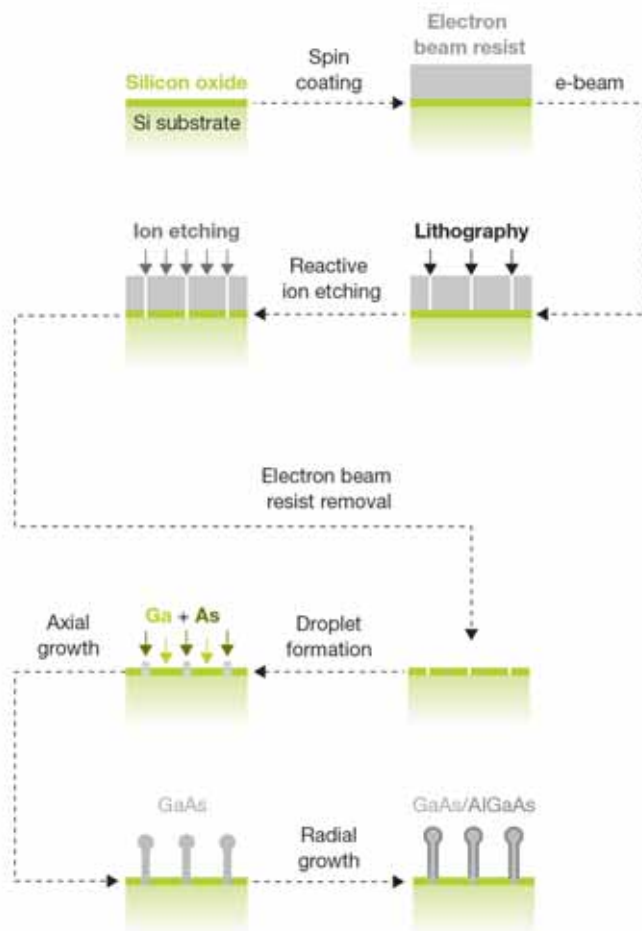 Silicon oxide
Si substrate
Spin
coating
Electron
beam resist
e-beam
Lithography
Reactive
ion etching
Ion etching
Electron beam
resist removal
Droplet
formation
Ga + As
Axial
growth
GaAs
Radial
growth
GaAs/AlGaAs